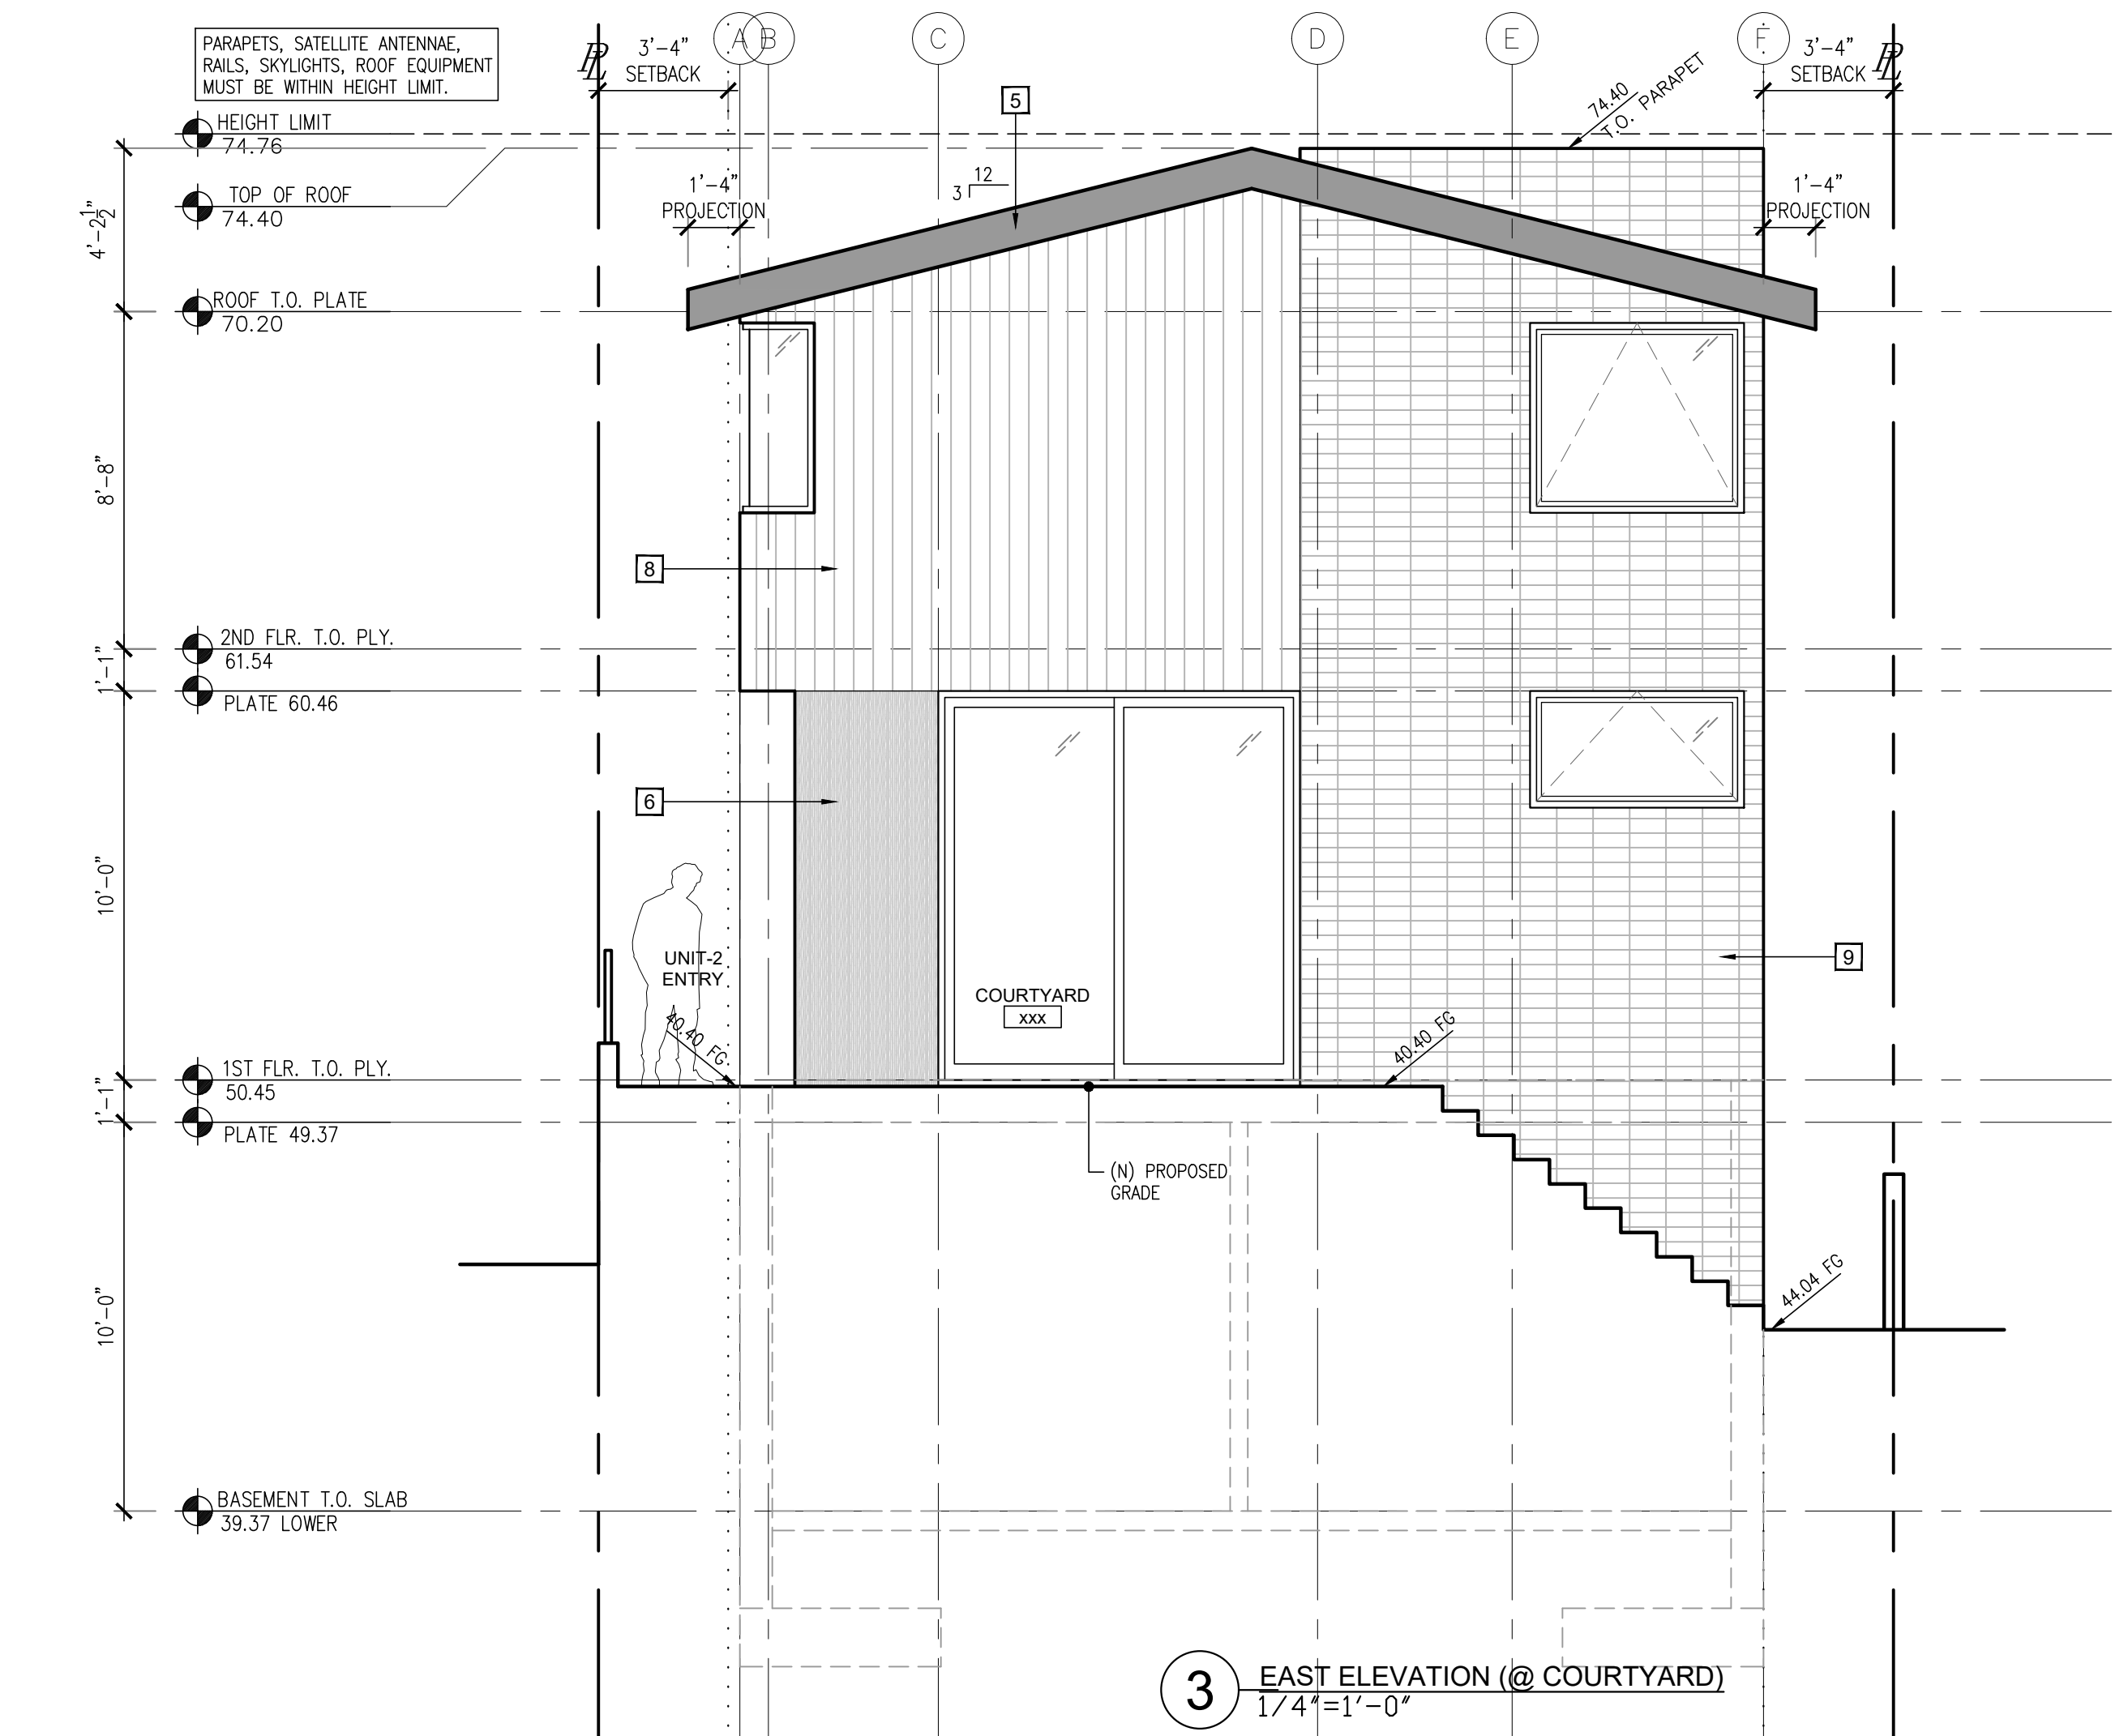 PARAPETS, SATELLITE ANTENNAE,
RAILS, SKYLIGHTS, ROOF EQUIPMENT
MUST BE WITHIN HEIGHT LIMIT.
PL
3'-4"
SETBACK
A
B
C
D
E
F
3'-4"
SETBACK
PL
5
74.40
T.O. PARAPET
HEIGHT LIMIT
74.76
TOP OF ROOF
74.40
4'-2 1/2"
1'-4"
PROJECTION
12
3
1'-4"
PROJECTION
ROOF T.O. PLATE
70.20
8'-8"
8
2ND FLR. T.O. PLY.
61.54
1'-1"
PLATE 60.46
6
10'-0"
UNIT-2
ENTRY
9
COURTYARD
xxx
40.40 FG
40.40 FG
1ST FLR. T.O. PLY.
50.45
1'-1"
PLATE 49.37
(N) PROPOSED
GRADE
44.04 FG
10'-0"
BASEMENT T.O. SLAB
39.37 LOWER
3
EAST ELEVATION (@ COURTYARD)
1/4"=1'-0"